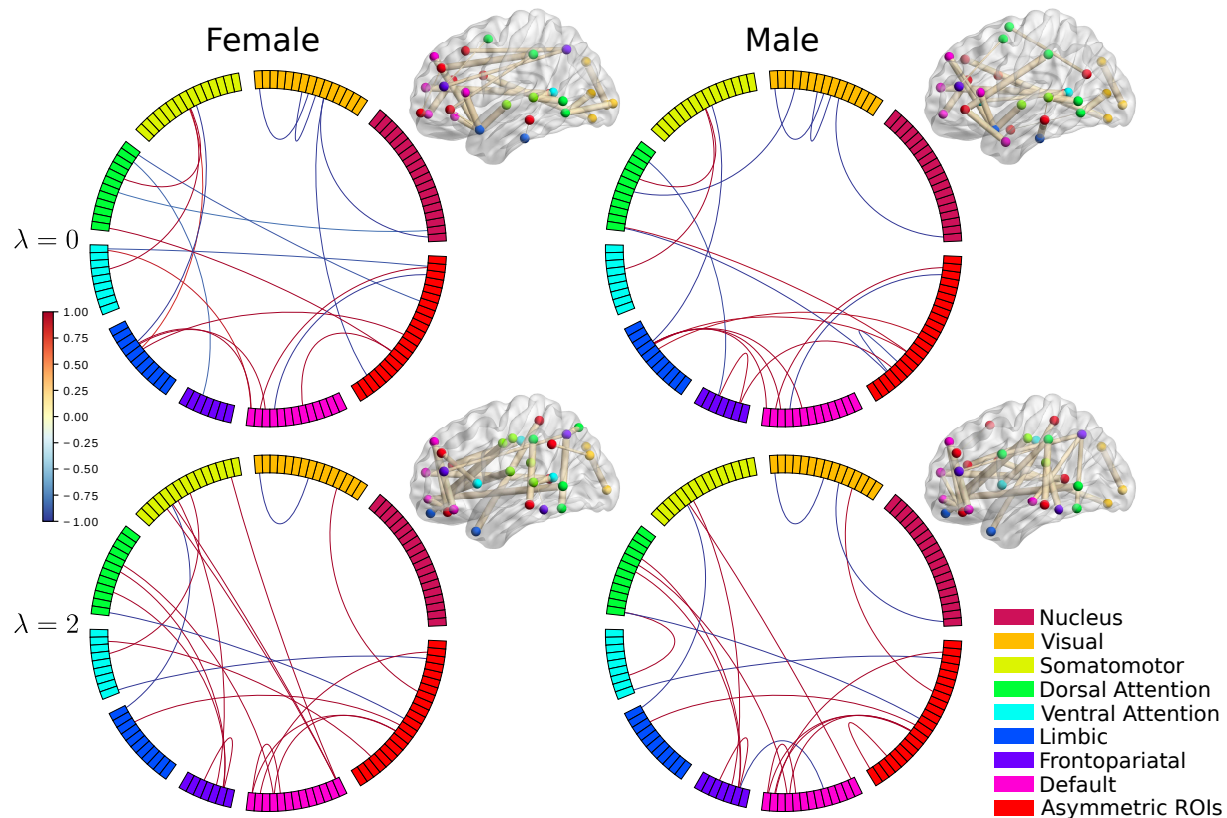 Female
Male
λ = 0
1.00
0.75
0.50
0.25
0.00
−0.25
−0.50
−0.75
−1.00
λ = 2
Nucleus
Visual
Somatomotor
Dorsal Attention
Ventral Attention
Limbic
Frontopariatal
Default
Asymmetric ROIs